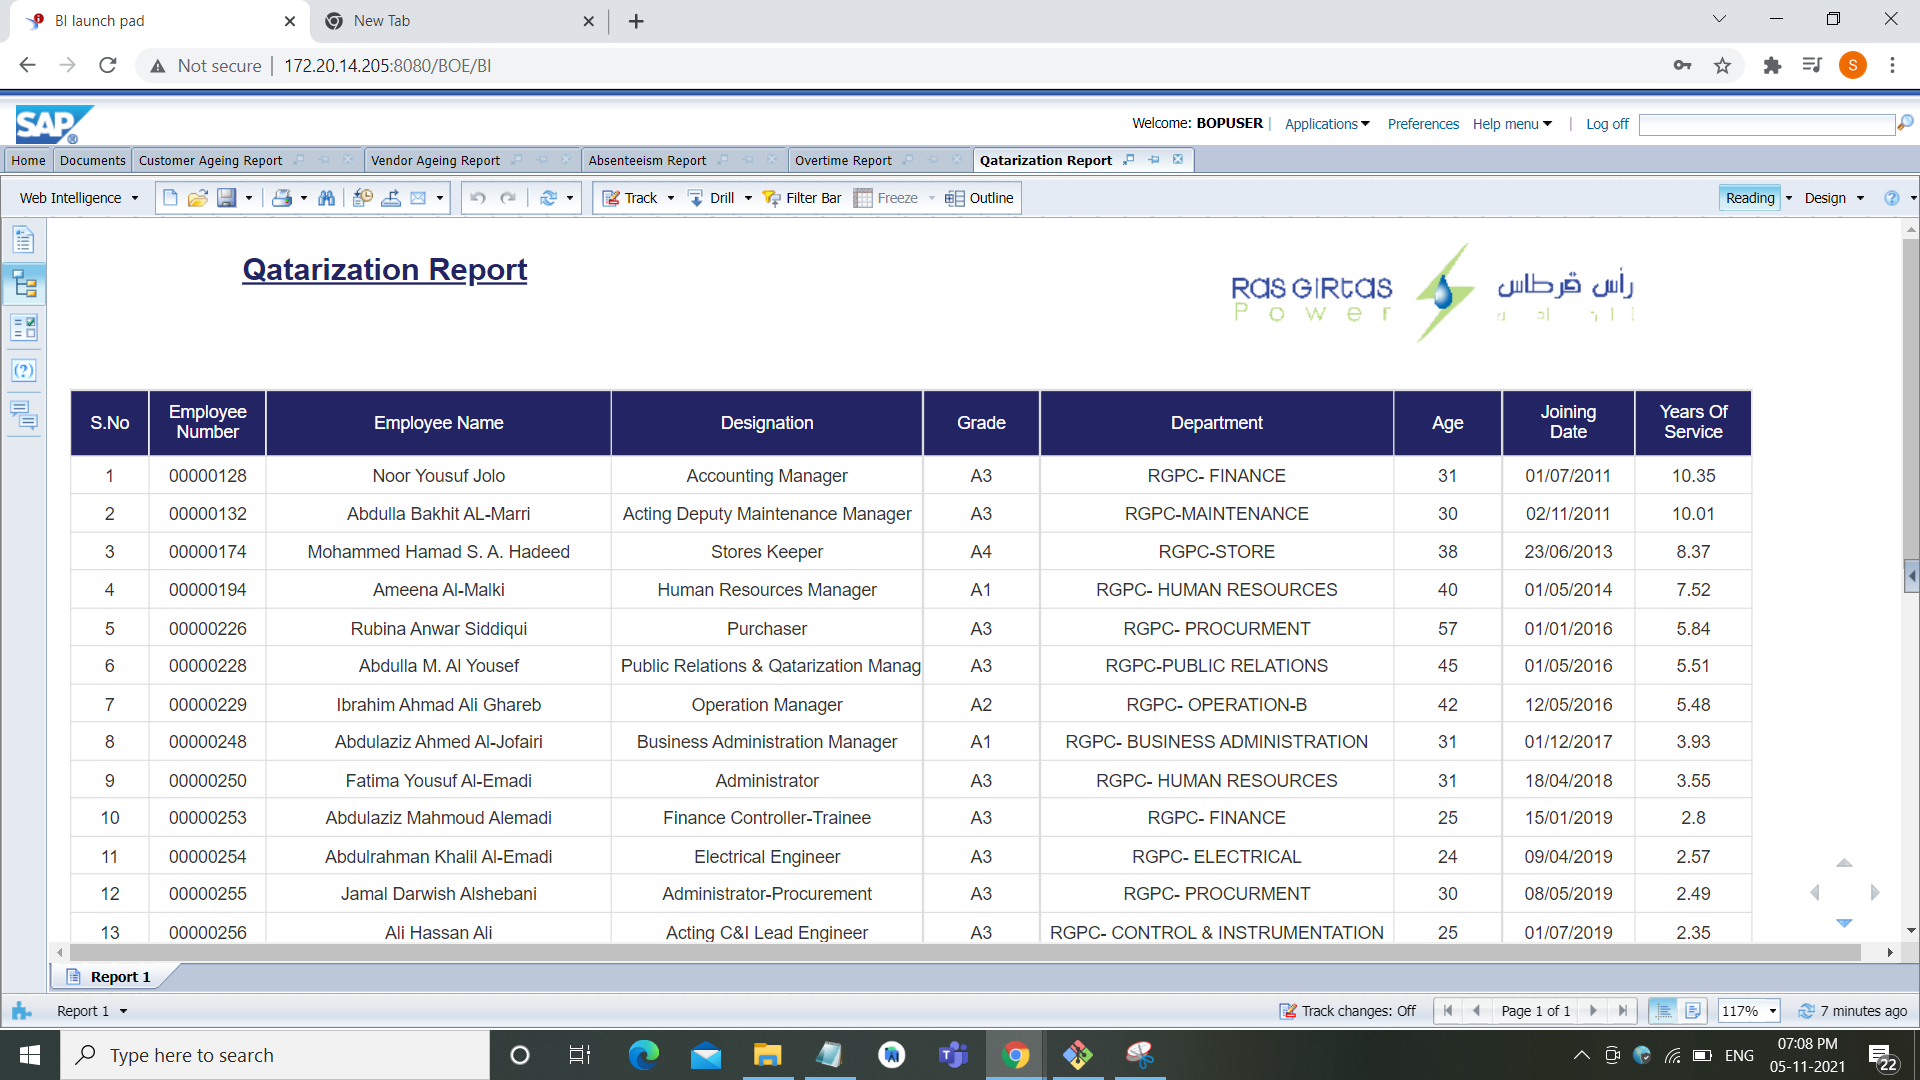 BI launch pad
New Tab
Not secure 172.20.14.205:8080/BOE/BI
S
SAP
Welcome: BOPUSER Applications Preferences Help menu Log off
Home Documents Customer Ageing Report Vendor Ageing Report Absenteeism Report Overtime Report Qatarization Report
Web Intelligence Track Drill Filter Bar Freeze Outline Reading Design
Qatarization Report
Ras Girtas
Power
رأس قرطاس
S.No Employee Number Employee Name Designation Grade Department Age Joining Date Years Of Service
1 00000128 Noor Yousuf Jolo Accounting Manager A3 RGPC- FINANCE 31 01/07/2011 10.35
2 00000132 Abdulla Bakhit AL-Marri Acting Deputy Maintenance Manager A3 RGPC-MAINTENANCE 30 02/11/2011 10.01
3 00000174 Mohammed Hamad S. A. Hadeed Stores Keeper A4 RGPC-STORE 38 23/06/2013 8.37
4 00000194 Ameena Al-Malki Human Resources Manager A1 RGPC- HUMAN RESOURCES 40 01/05/2014 7.52
5 00000226 Rubina Anwar Siddiqui Purchaser A3 RGPC- PROCURMENT 57 01/01/2016 5.84
6 00000228 Abdulla M. Al Yousef Public Relations & Qatarization Manag A3 RGPC-PUBLIC RELATIONS 45 01/05/2016 5.51
7 00000229 Ibrahim Ahmad Ali Ghareb Operation Manager A2 RGPC- OPERATION-B 42 12/05/2016 5.48
8 00000248 Abdulaziz Ahmed Al-Jofairi Business Administration Manager A1 RGPC- BUSINESS ADMINISTRATION 31 01/12/2017 3.93
9 00000250 Fatima Yousuf Al-Emadi Administrator A3 RGPC- HUMAN RESOURCES 31 18/04/2018 3.55
10 00000253 Abdulaziz Mahmoud Alemadi Finance Controller-Trainee A3 RGPC- FINANCE 25 15/01/2019 2.8
11 00000254 Abdulrahman Khalil Al-Emadi Electrical Engineer A3 RGPC- ELECTRICAL 24 09/04/2019 2.57
12 00000255 Jamal Darwish Alshebani Administrator-Procurement A3 RGPC- PROCURMENT 30 08/05/2019 2.49
13 00000256 Ali Hassan Ali Acting C&I Lead Engineer A3 RGPC- CONTROL & INSTRUMENTATION 25 01/07/2019 2.35
Report 1
Report 1 Track changes: Off Page 1 of 1 117% 7 minutes ago
Type here to search
ENG
07:08 PM
05-11-2021
22